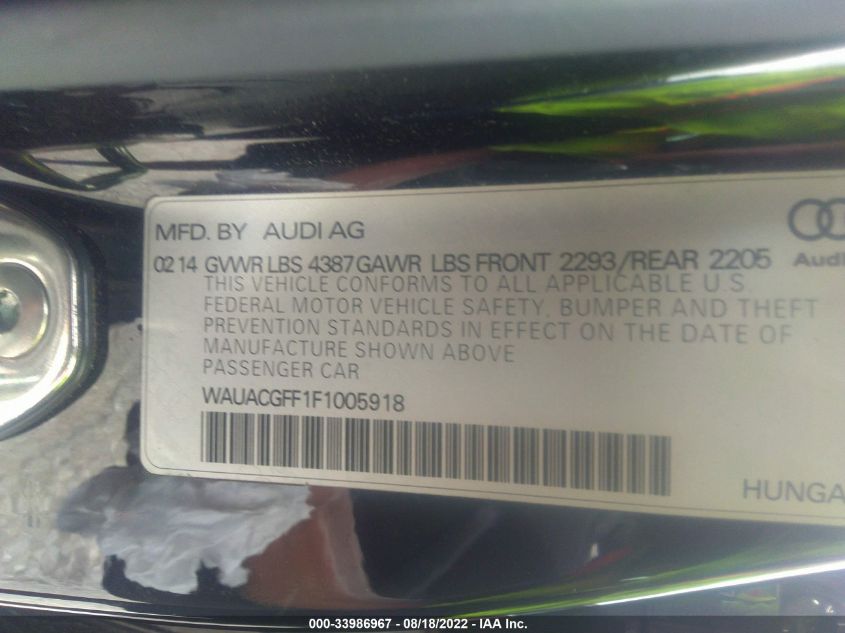 MFD. BY AUDI AG
02 14 GVWR LBS 4387 GAWR LBS FRONT 2293/REAR 2205
THIS VEHICLE CONFORMS TO ALL APPLICABLE U.S.
FEDERAL MOTOR VEHICLE SAFETY, BUMPER AND THEFT
PREVENTION STANDARDS IN EFFECT ON THE DATE OF
MANUFACTURE SHOWN ABOVE
PASSENGER CAR
WAUACGFF1F1005918
Audi
HUNGA
000-33986967 - 08/18/2022 - IAA Inc.